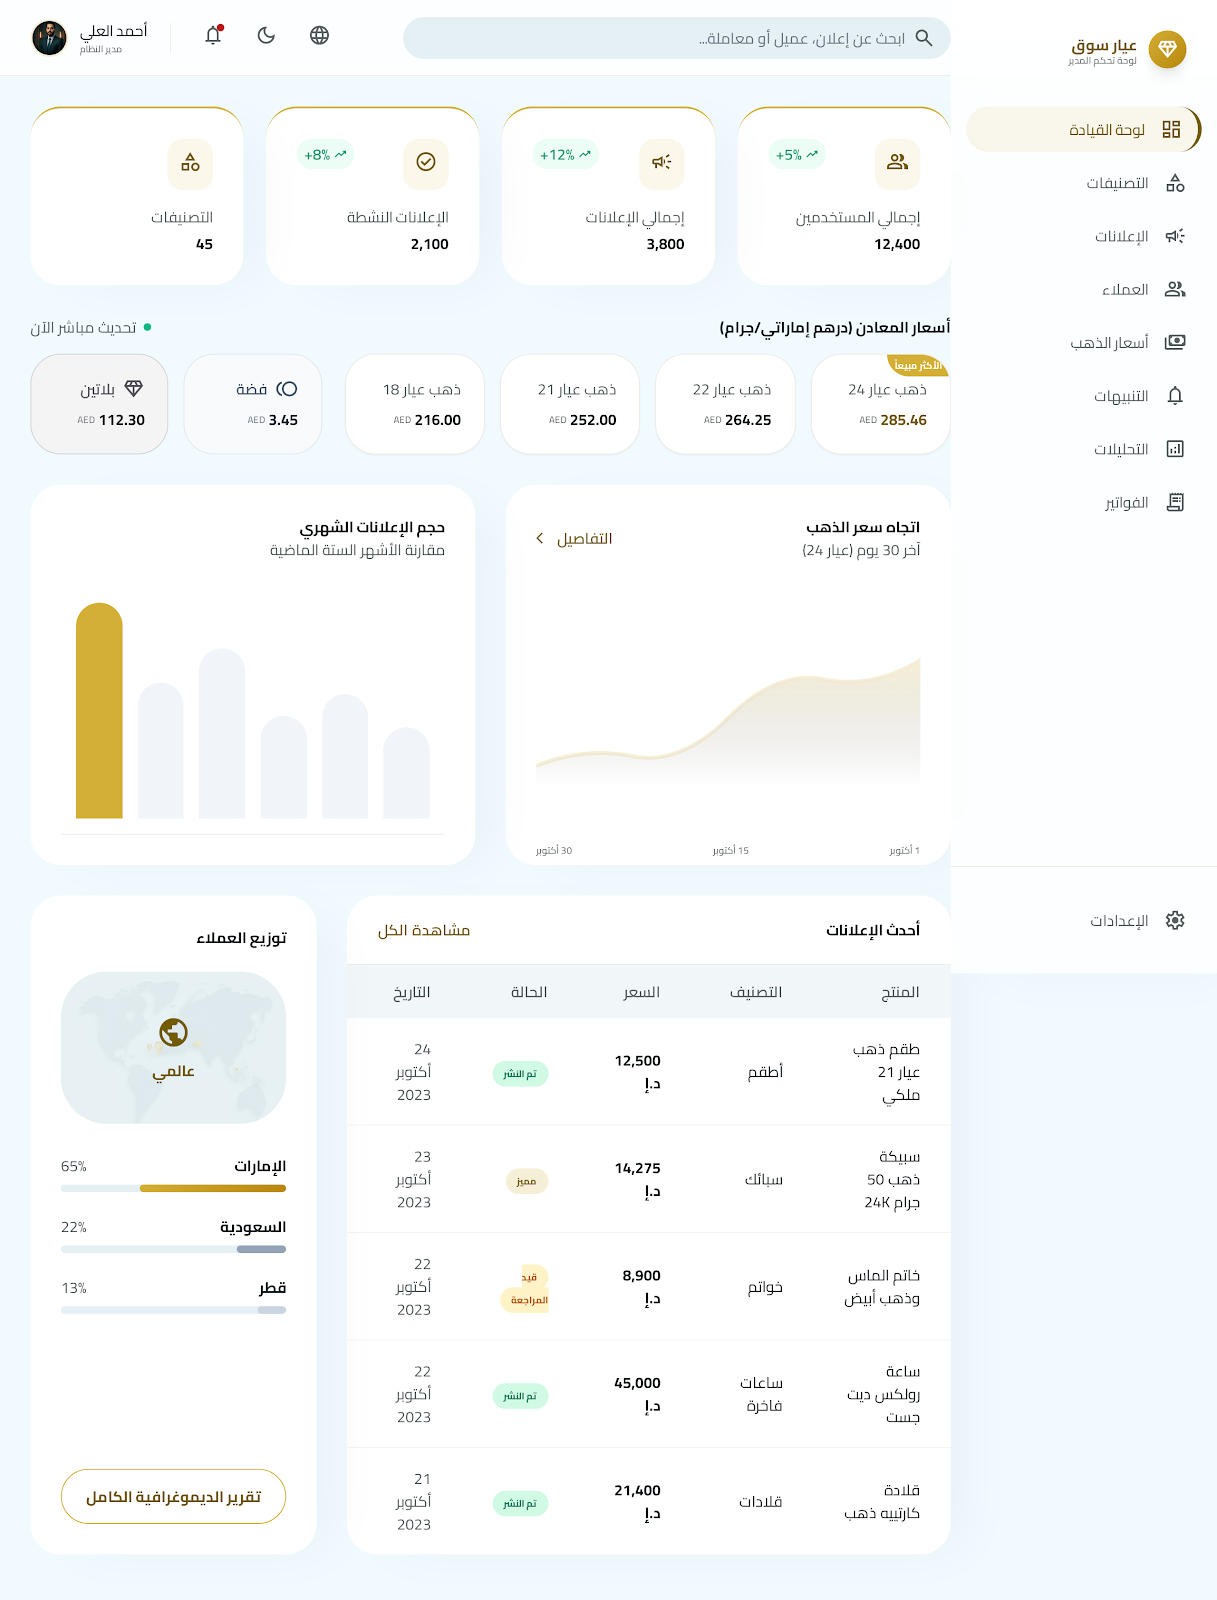 عيار سوق
لوحة تحكم المدير
لوحة القيادة
التصنيفات
الإعلانات
العملاء
أسعار الذهب
التنبيهات
التحليلات
الفواتير
الإعدادات
ابحث عن إعلان، عميل أو معاملة...
أحمد العلي
مدير النظام
+5%
إجمالي المستخدمين
12,400
+12%
إجمالي الإعلانات
3,800
+8%
الإعلانات النشطة
2,100
التصنيفات
45
أسعار المعادن (درهم إماراتي/جرام)
تحديث مباشر الآن
الأكثر مبيعاً
ذهب عيار 24
285.46 AED
ذهب عيار 22
264.25 AED
ذهب عيار 21
252.00 AED
ذهب عيار 18
216.00 AED
فضة
3.45 AED
بلاتين
112.30 AED
اتجاه سعر الذهب
آخر 30 يوم (عيار 24)
التفاصيل
1 أكتوبر
15 أكتوبر
30 أكتوبر
حجم الإعلانات الشهري
مقارنة الأشهر الستة الماضية
أحدث الإعلانات
مشاهدة الكل
المنتج التصنيف السعر الحالة التاريخ
طقم ذهب
عيار 21
ملكي
أطقم
12,500
د.إ
تم النشر
24
أكتوبر
2023
سبيكة
ذهب 50
جرام 24K
سبائك
14,275
د.إ
مميز
23
أكتوبر
2023
خاتم الماس
وذهب أبيض
خواتم
8,900
د.إ
قيد
المراجعة
22
أكتوبر
2023
ساعة
رولكس ديت
جست
ساعات
فاخرة
45,000
د.إ
تم النشر
22
أكتوبر
2023
قلادة
كارتييه ذهب
قلادات
21,400
د.إ
تم النشر
21
أكتوبر
2023
توزيع العملاء
عالمي
الإمارات 65%
السعودية 22%
قطر 13%
تقرير الديموغرافية الكامل